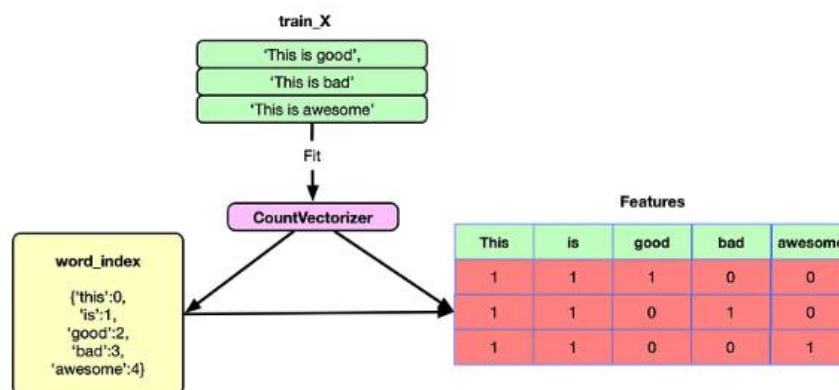 train_X
‘This is good’,
‘This is bad’
‘This is awesome’
Fit
CountVectorizer
word_index
{'this':0,
'is':1,
'good':2,
'bad':3,
'awesome':4}
Features
This is good bad awesome
1 1 1 0 0
1 1 0 1 0
1 1 0 0 1